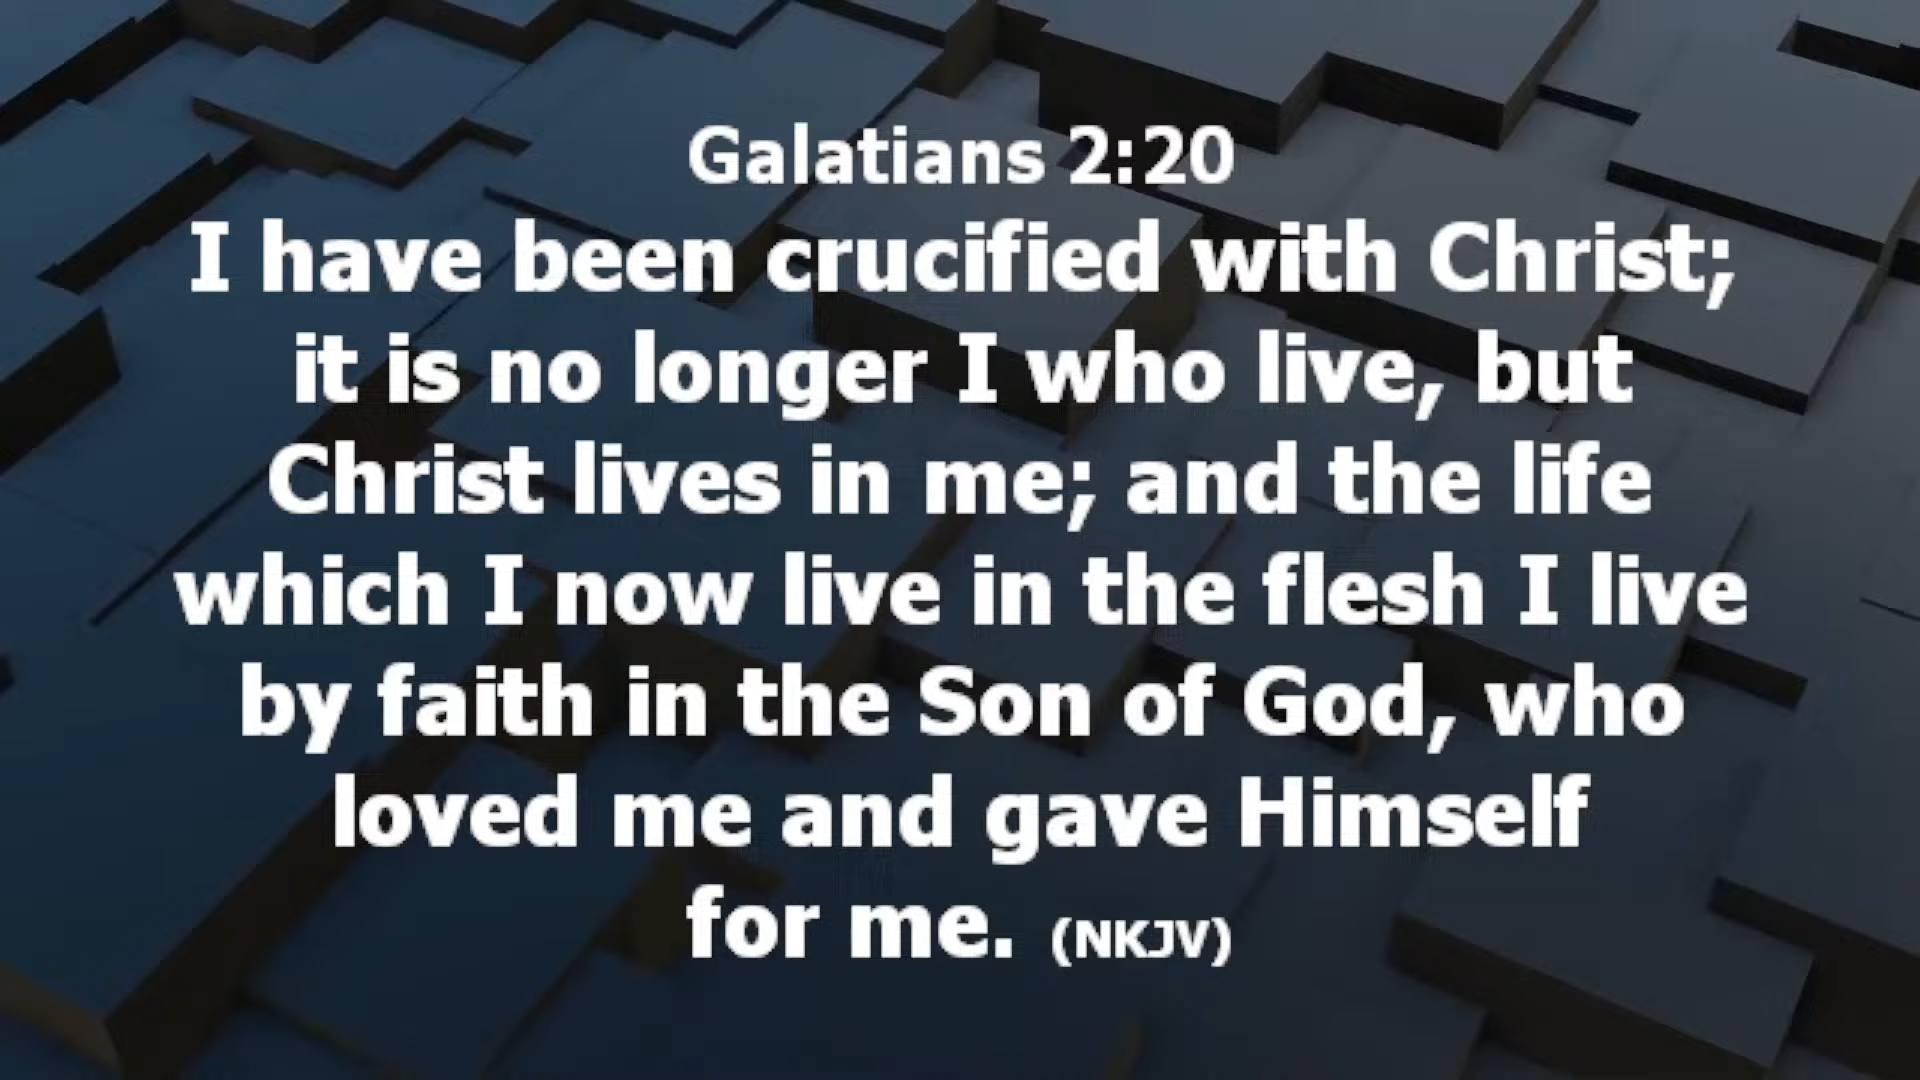 Galatians 2:20
I have been crucified with Christ;
it is no longer I who live, but
Christ lives in me; and the life
which I now live in the flesh I live
by faith in the Son of God, who
loved me and gave Himself
for me. (NKJV)